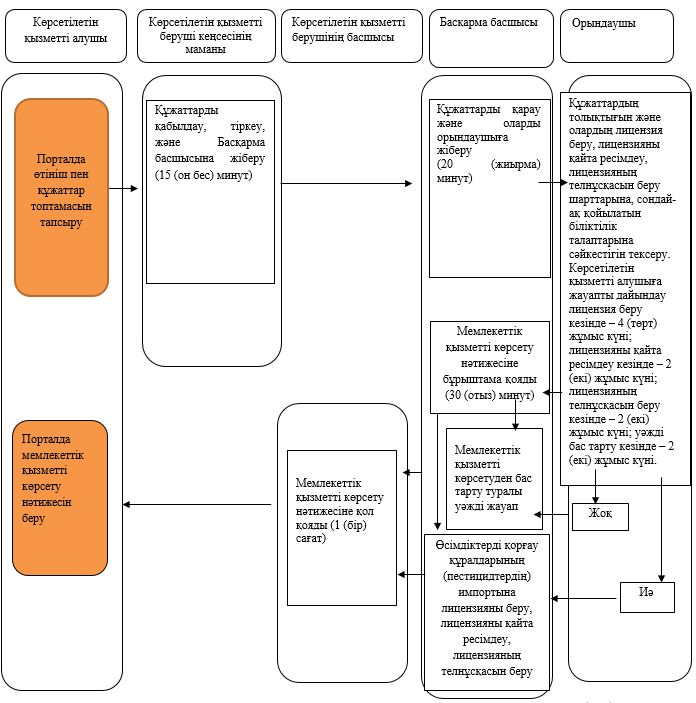 Көрсетілетін
қызметті алушы
Көрсетілетін қызметті
беруші кеңсесінің
маманы
Көрсетілетін қызметті
берушінің басшысы
Басқарма басшысы
Орындаушы
Порталда
өтініш пен
құжаттар
топтамасын
тапсыру
Құжаттарды
қабылдау, тіркеу,
және Басқарма
басшысына жіберу
(15 (он бес) минут)
Құжаттарды қарау
және оларды
орындаушыға
жіберу
(20 (жиырма)
минут)
Құжаттардың
толықтығын және
олардың лицензия
беру, лицензияны
қайта ресімдеу,
лицензияның
телнұсқасын беру
шарттарына, сондай-
ақ қойылатын
біліктілік
талаптарына
сәйкестігін тексеру.
Көрсетілетін
қызметті алушыға
жауапты дайындау
лицензия беру
кезінде – 4 (төрт)
жұмыс күні;
лицензияны қайта
ресімдеу кезінде – 2
(екі) жұмыс күні;
лицензияның
телнұсқасын беру
кезінде – 2 (екі)
жұмыс күні; уәжді
бас тарту кезінде – 2
(екі) жұмыс күні.
Мемлекеттік
қызметті көрсету
нәтижесіне
бұрыштама қояды
(30 (отыз) минут)
Порталда
мемлекеттік
қызметті
көрсету
нәтижесін
беру
Мемлекеттік
қызметті көрсету
нәтижесіне қол
қояды (1 (бір)
сағат)
Мемлекеттік
қызметті
көрсетуден бас
тарту туралы
уәжді жауап
Жоқ
Өсімдіктерді қорғау
құралдарының
(пестицидтердің)
импортына
лицензияны беру,
лицензияны қайта
ресімдеу,
лицензияның
телнұсқасын беру
Иә